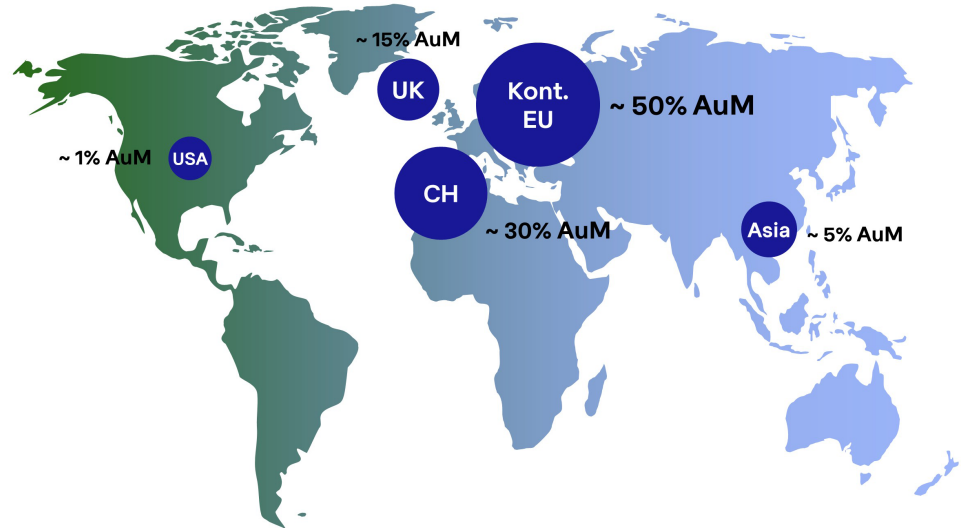 ~ 15% AuM
UK
Kont.
EU
~ 50% AuM
~ 1% AuM
USA
CH
~ 30% AuM
Asia
~ 5% AuM